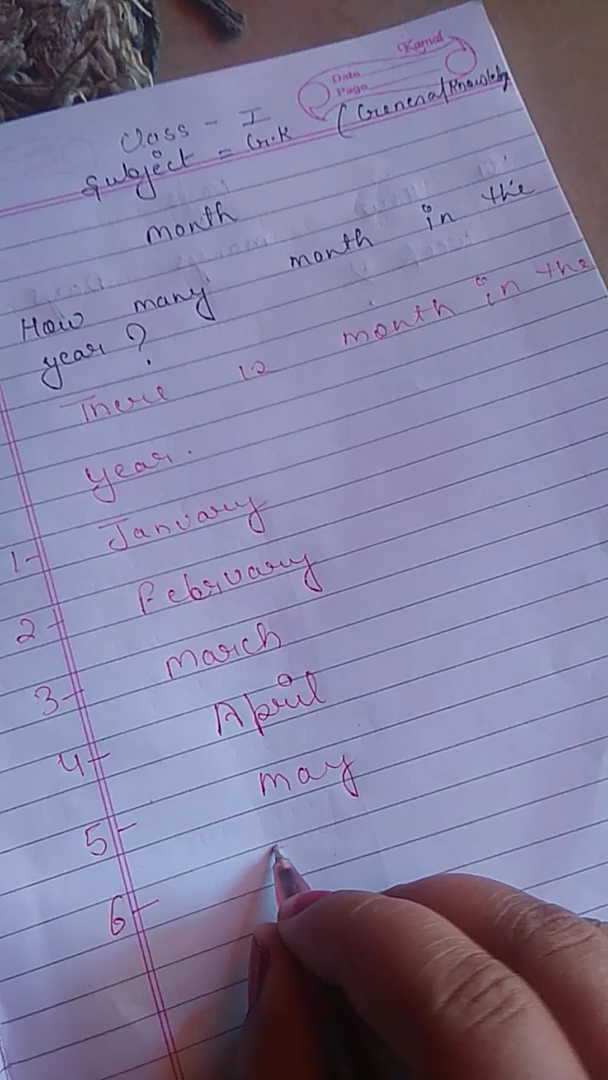 Kamal
Date
Page
Class - I
Subject = G.K (General Knowledge
month
How many month in the
year ?
There 12 month in the
year.
1- January
2- February
3- March
4- April
5- may
6-